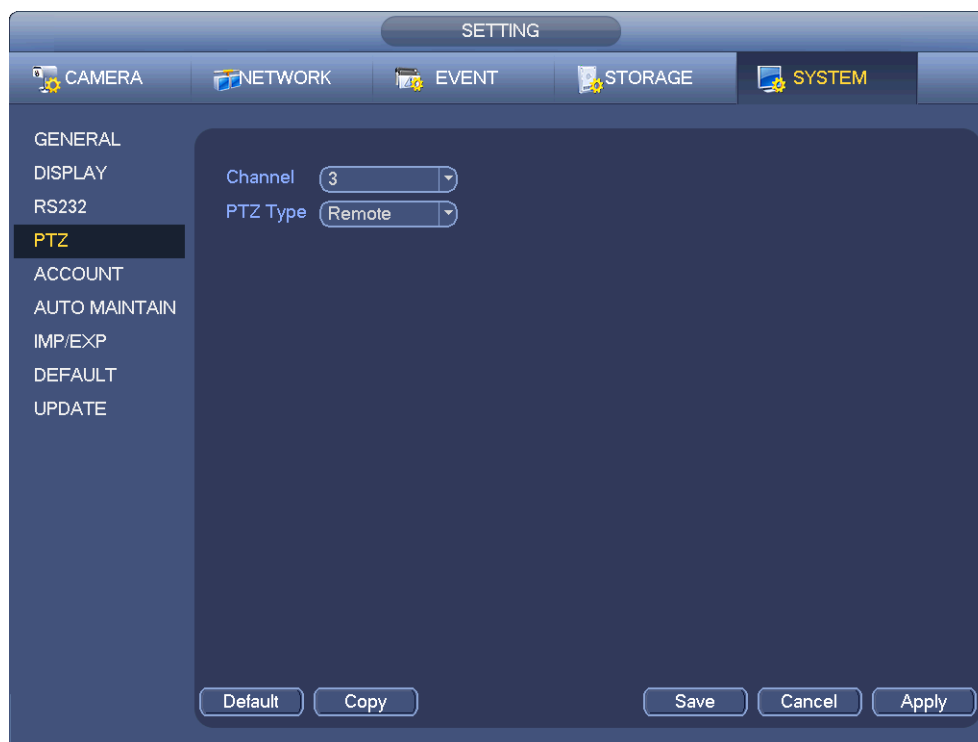 SETTING
CAMERA NETWORK EVENT STORAGE SYSTEM
GENERAL
DISPLAY
RS232
PTZ
ACCOUNT
AUTO MAINTAIN
IMP/EXP
DEFAULT
UPDATE
Channel 3
PTZ Type Remote
Default Copy Save Cancel Apply